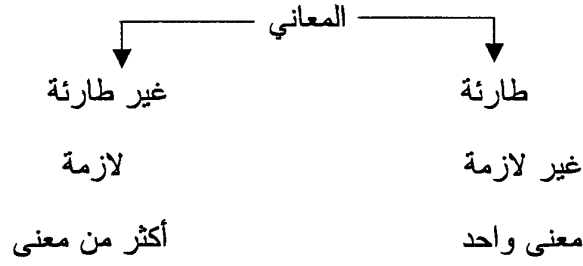 المعاني
طارئة غير طارئة
غير لازمة لازمة
معنى واحد أكثر من معنى